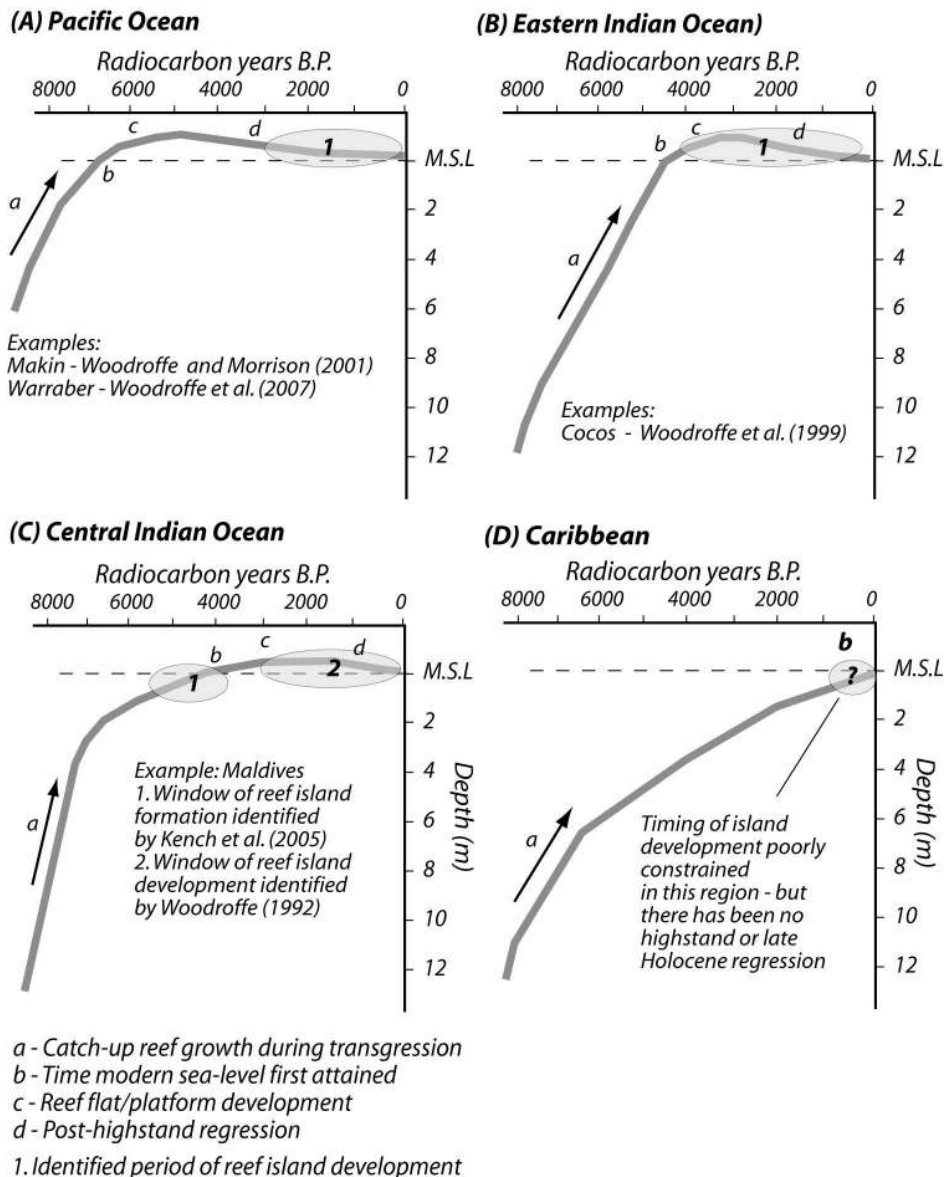 (A) Pacific Ocean
Radiocarbon years B.P.
8000 6000 4000 2000 0
c
d
1
b
a
M.S.L
2
4
6
8
10
12
Examples:
Makin - Woodroffe and Morrison (2001)
Warraber - Woodroffe et al. (2007)
(B) Eastern Indian Ocean)
Radiocarbon years B.P.
8000 6000 4000 2000 0
b
c
1
d
a
M.S.L
2
4
6
8
10
12
Examples:
Cocos - Woodroffe et al. (1999)
(C) Central Indian Ocean
Radiocarbon years B.P.
8000 6000 4000 2000 0
b
c
d
1
2
a
M.S.L
2
4
6
8
10
12
Depth (m)
Example: Maldives
1. Window of reef island
formation identified
by Kench et al. (2005)
2. Window of reef island
development identified
by Woodroffe (1992)
(D) Caribbean
Radiocarbon years B.P.
8000 6000 4000 2000 0
b
?
a
M.S.L
2
4
6
8
10
12
Depth (m)
Timing of island
development poorly
constrained
in this region - but
there has been no
highstand or late
Holocene regression
a - Catch-up reef growth during transgression
b - Time modern sea-level first attained
c - Reef flat/platform development
d - Post-highstand regression
1. Identified period of reef island development